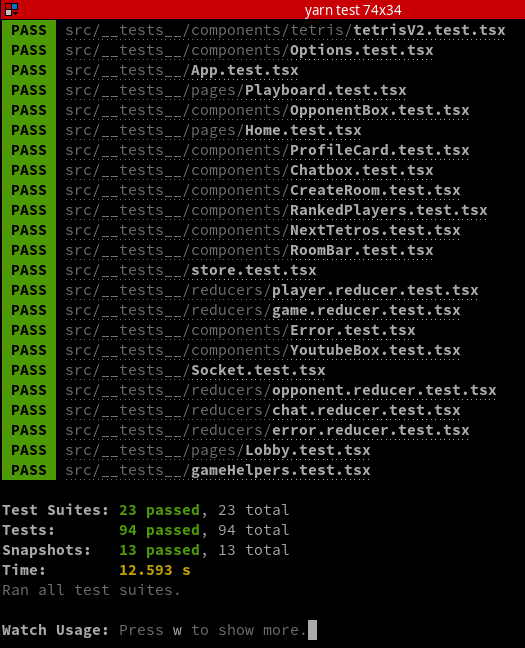 yarn test 74x34
PASS src/__tests__/components/tetris/tetrisV2.test.tsx
PASS src/__tests__/components/Options.test.tsx
PASS src/__tests__/App.test.tsx
PASS src/__tests__/pages/Playboard.test.tsx
PASS src/__tests__/components/OpponentBox.test.tsx
PASS src/__tests__/pages/Home.test.tsx
PASS src/__tests__/components/ProfileCard.test.tsx
PASS src/__tests__/components/Chatbox.test.tsx
PASS src/__tests__/components/CreateRoom.test.tsx
PASS src/__tests__/components/RankedPlayers.test.tsx
PASS src/__tests__/components/NextTetros.test.tsx
PASS src/__tests__/components/RoomBar.test.tsx
PASS src/__tests__/store.test.tsx
PASS src/__tests__/reducers/player.reducer.test.tsx
PASS src/__tests__/reducers/game.reducer.test.tsx
PASS src/__tests__/components/Error.test.tsx
PASS src/__tests__/components/YoutubeBox.test.tsx
PASS src/__tests__/Socket.test.tsx
PASS src/__tests__/reducers/opponent.reducer.test.tsx
PASS src/__tests__/reducers/chat.reducer.test.tsx
PASS src/__tests__/reducers/error.reducer.test.tsx
PASS src/__tests__/pages/Lobby.test.tsx
PASS src/__tests__/gameHelpers.test.tsx
Test Suites: 23 passed, 23 total
Tests: 94 passed, 94 total
Snapshots: 13 passed, 13 total
Time: 12.593 s
Ran all test suites.
Watch Usage: Press w to show more.